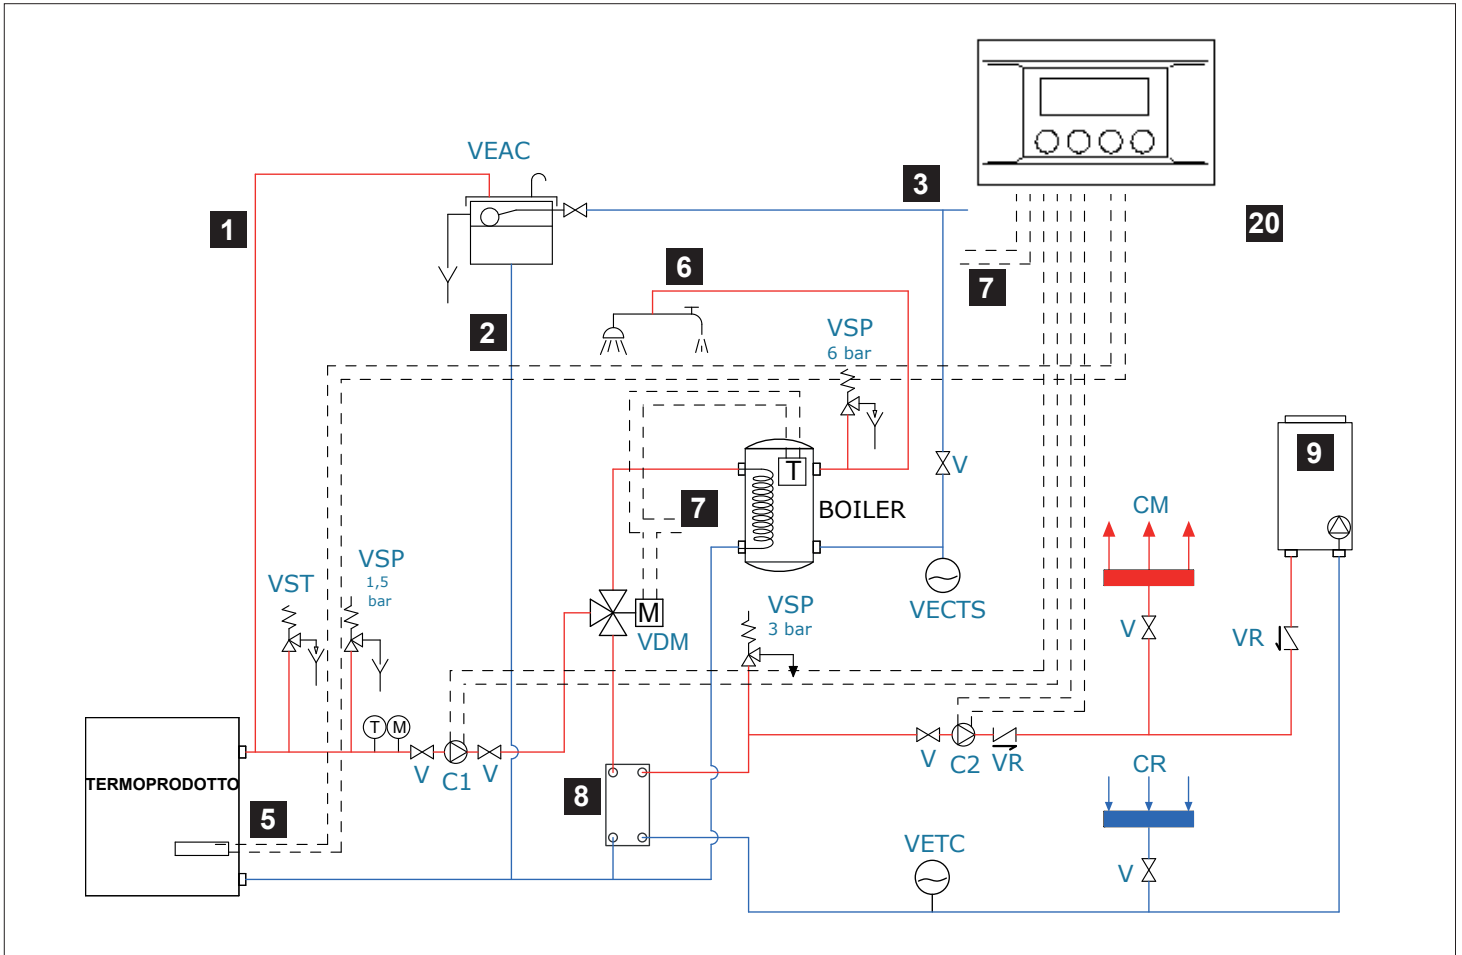 VEAC
3
1
20
6
7
2
VSP
6 bar
9
T
V
CM
BOILER
7
VSP
1,5
bar
VST
VSP
3 bar
VECTS
M
VDM
V
VR
T
M
V
C1
V
V
C2
VR
CR
TERMOPRODOTTO
8
5
VETC
V